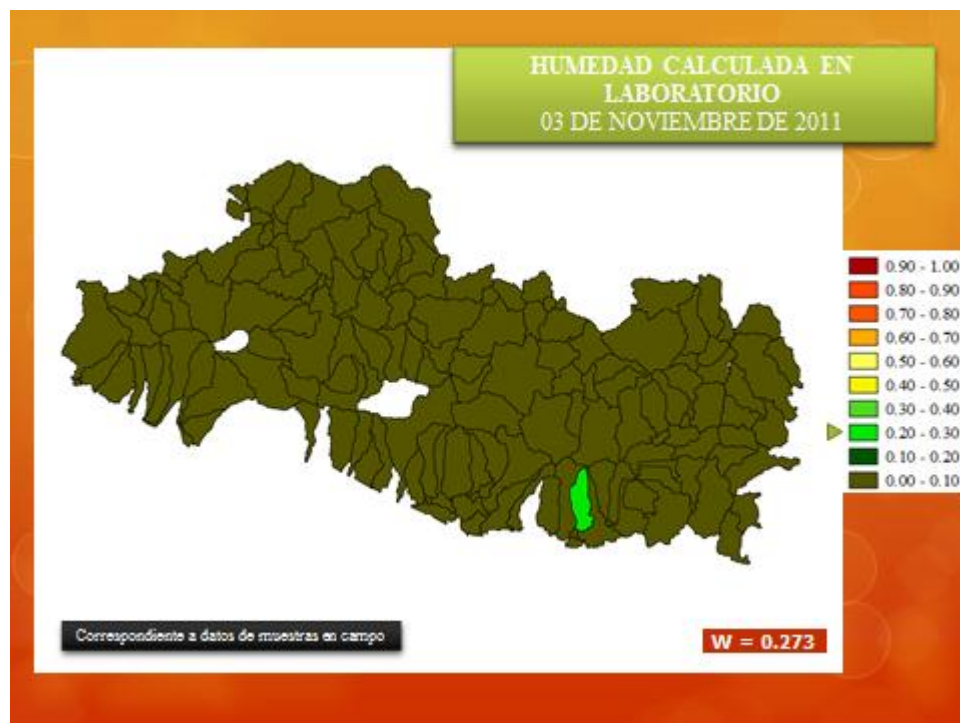 HUMEDAD CALCULADA EN
LABORATORIO
03 DE NOVIEMBRE DE 2011
0.90 - 1.00
0.80 - 0.90
0.70 - 0.80
0.60 - 0.70
0.50 - 0.60
0.40 - 0.50
0.30 - 0.40
0.20 - 0.30
0.10 - 0.20
0.00 - 0.10
Correspondiente a datos de muestras en campo
W = 0.273